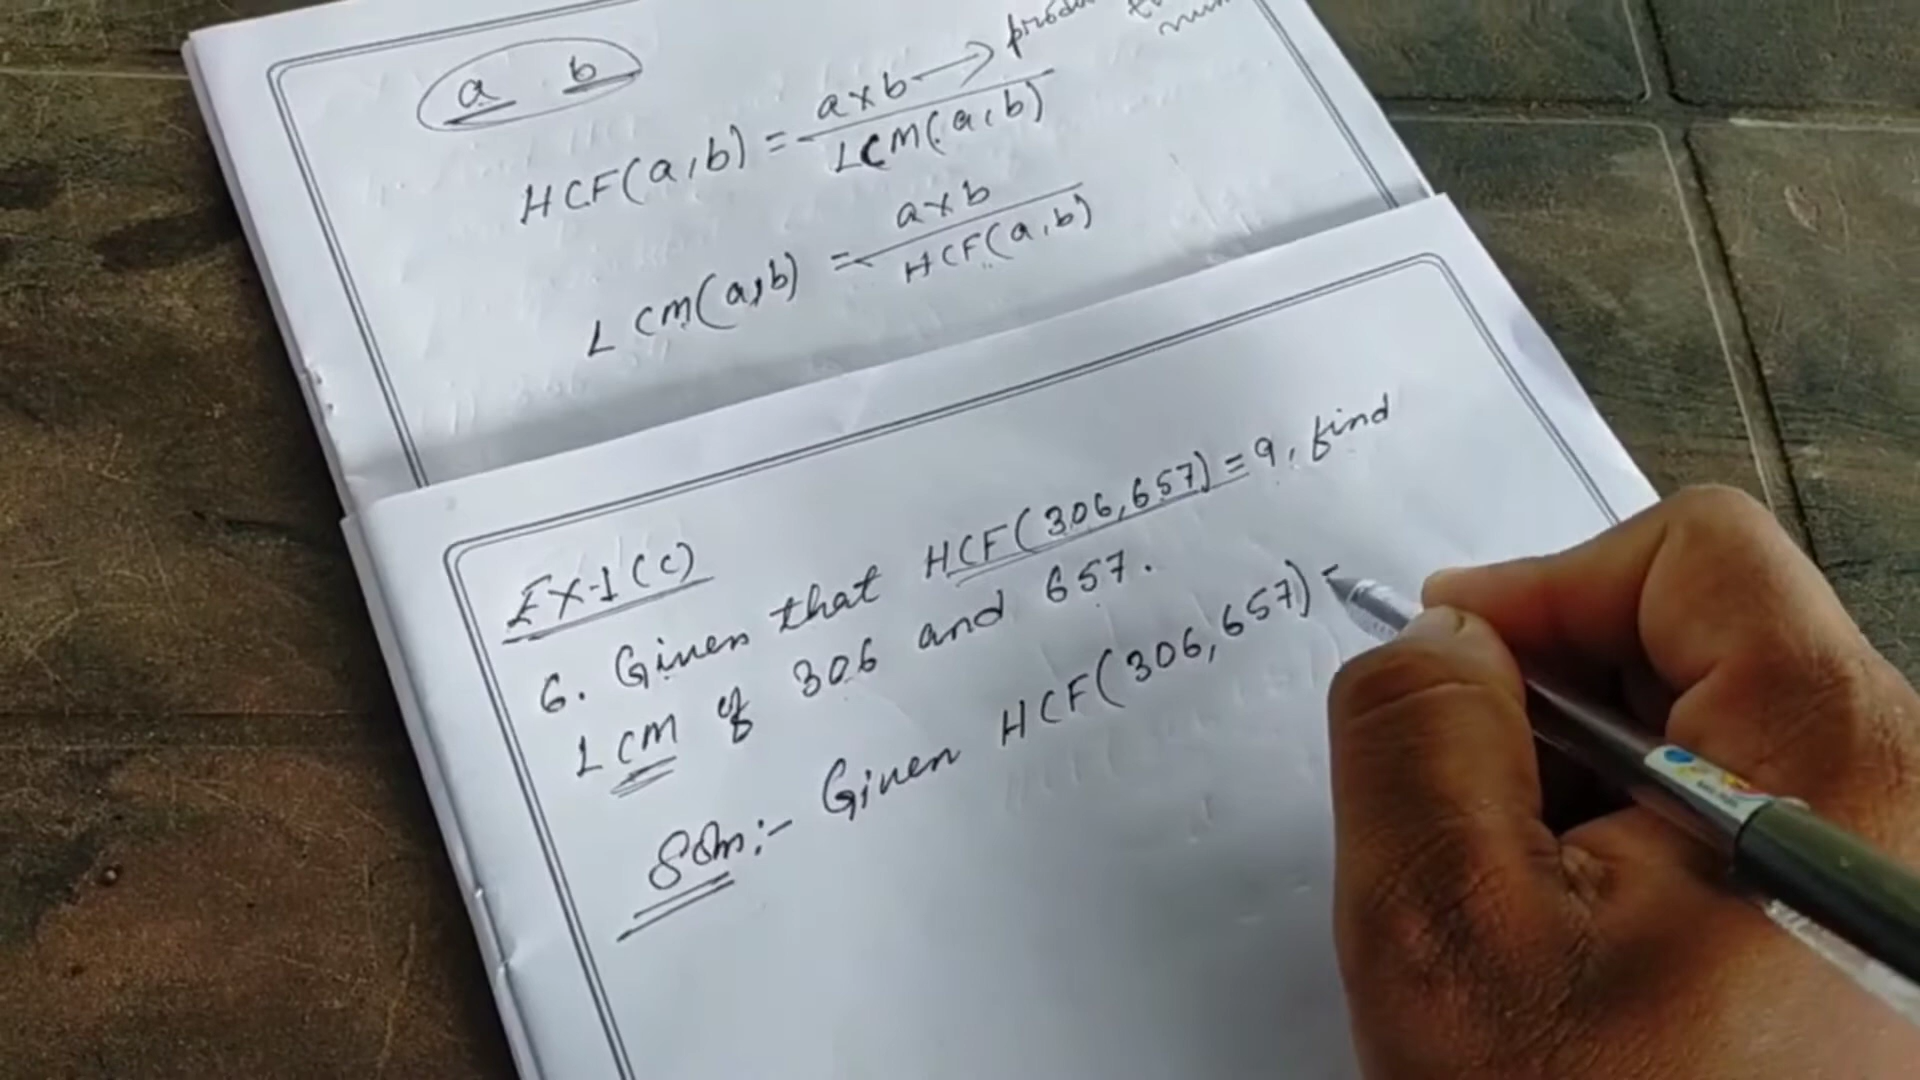 a b
HCF(a,b) = a×b / LCM(a,b) →
LCM(a,b) = a×b / HCF(a,b)
EX-1(c)
6. Given that HCF(306,657) = 9, find
LCM of 306 and 657.
Soln:- Given HCF(306,657) =